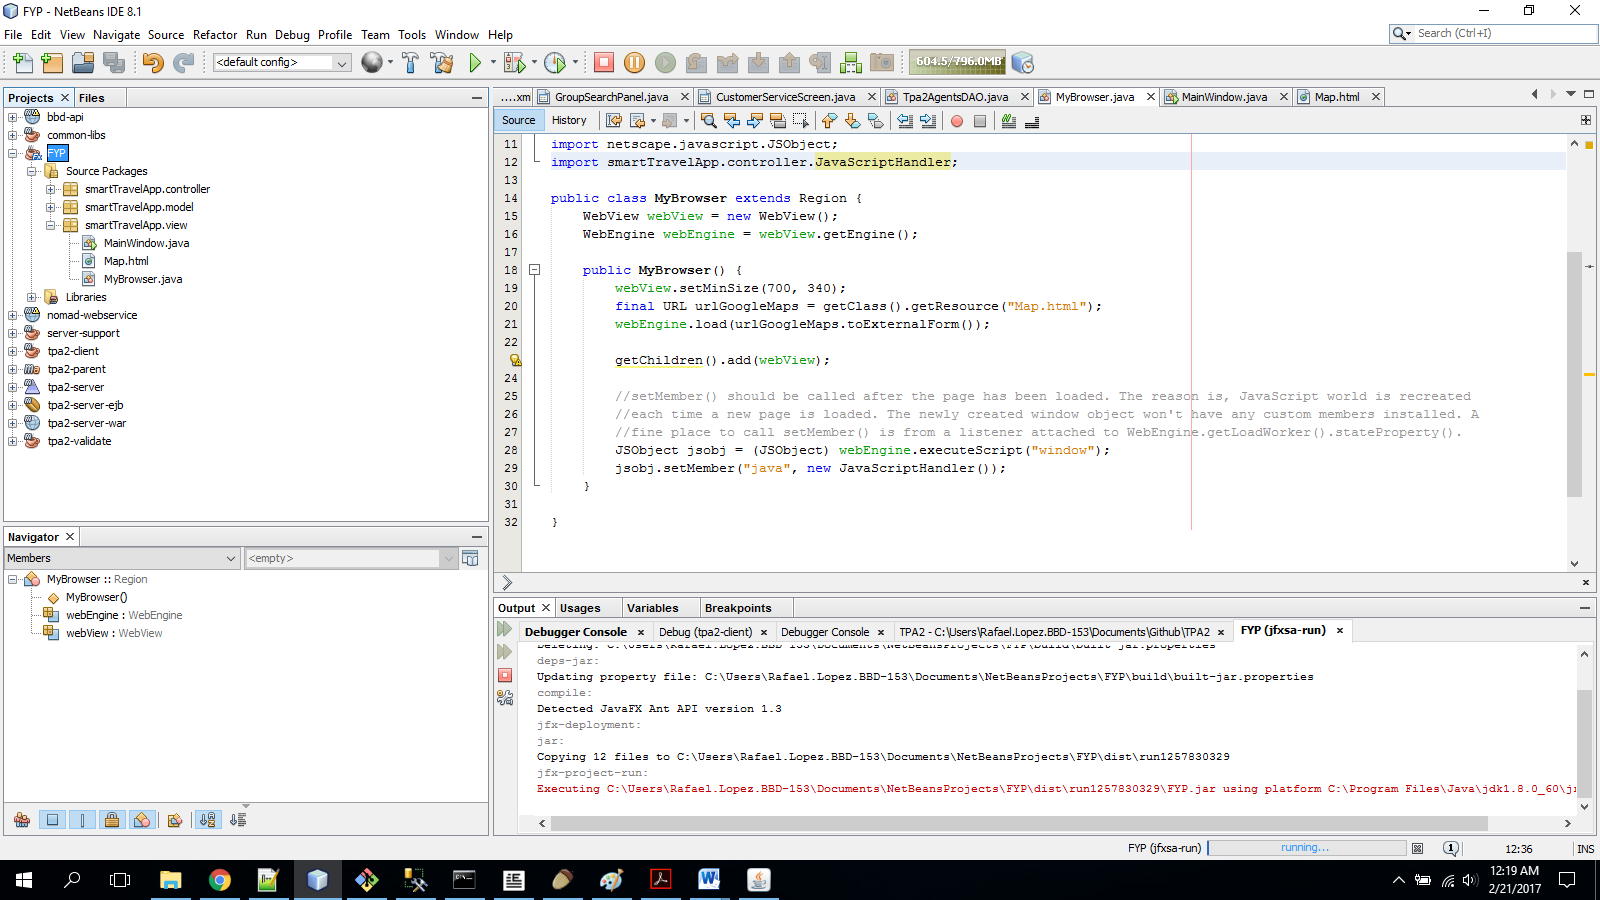 FYP - NetBeans IDE 8.1
File Edit View Navigate Source Refactor Run Debug Profile Team Tools Window Help
Search (Ctrl+I)
<default config>
604.5/796.0MB
Projects
Files
bbd-api
common-libs
FYP
Source Packages
smartTravelApp.controller
smartTravelApp.model
smartTravelApp.view
MainWindow.java
Map.html
MyBrowser.java
Libraries
nomad-webservice
server-support
tpa2-client
tpa2-parent
tpa2-server
tpa2-server-ejb
tpa2-server-war
tpa2-validate
Navigator
Members
<empty>
MyBrowser :: Region
MyBrowser()
webEngine : WebEngine
webView : WebView
....xml GroupSearchPanel.java CustomerServiceScreen.java Tpa2AgentsDAO.java MyBrowser.java MainWindow.java Map.html
Source History
11 import netscape.javascript.JSObject;
12 import smartTravelApp.controller.JavaScriptHandler;
13
14 public class MyBrowser extends Region {
15 WebView webView = new WebView();
16 WebEngine webEngine = webView.getEngine();
17
18 public MyBrowser() {
19 webView.setMinSize(700, 340);
20 final URL urlGoogleMaps = getClass().getResource("Map.html");
21 webEngine.load(urlGoogleMaps.toExternalForm());
22
getChildren().add(webView);
24
25 //setMember() should be called after the page has been loaded. The reason is, JavaScript world is recreated
26 //each time a new page is loaded. The newly created window object won't have any custom members installed. A
27 //fine place to call setMember() is from a listener attached to WebEngine.getLoadWorker().stateProperty().
28 JSObject jsobj = (JSObject) webEngine.executeScript("window");
29 jsobj.setMember("java", new JavaScriptHandler());
30 }
31
32 }
Output Usages Variables Breakpoints
Debugger Console Debug (tpa2-client) Debugger Console TPA2 - C:\Users\Rafael.Lopez.BBD-153\Documents\Github\TPA2 FYP (jfxsa-run)
Deleting: C:\Users\Rafael.Lopez.BBD-153\Documents\NetBeansProjects\FYP\build\built-jar.properties
deps-jar:
Updating property file: C:\Users\Rafael.Lopez.BBD-153\Documents\NetBeansProjects\FYP\build\built-jar.properties
compile:
Detected JavaFX Ant API version 1.3
jfx-deployment:
jar:
Copying 12 files to C:\Users\Rafael.Lopez.BBD-153\Documents\NetBeansProjects\FYP\dist\run1257830329
jfx-project-run:
Executing C:\Users\Rafael.Lopez.BBD-153\Documents\NetBeansProjects\FYP\dist\run1257830329\FYP.jar using platform C:\Program Files\Java\jdk1.8.0_60\j
FYP (jfxsa-run) running... 1 12:36 INS
12:19 AM
2/21/2017